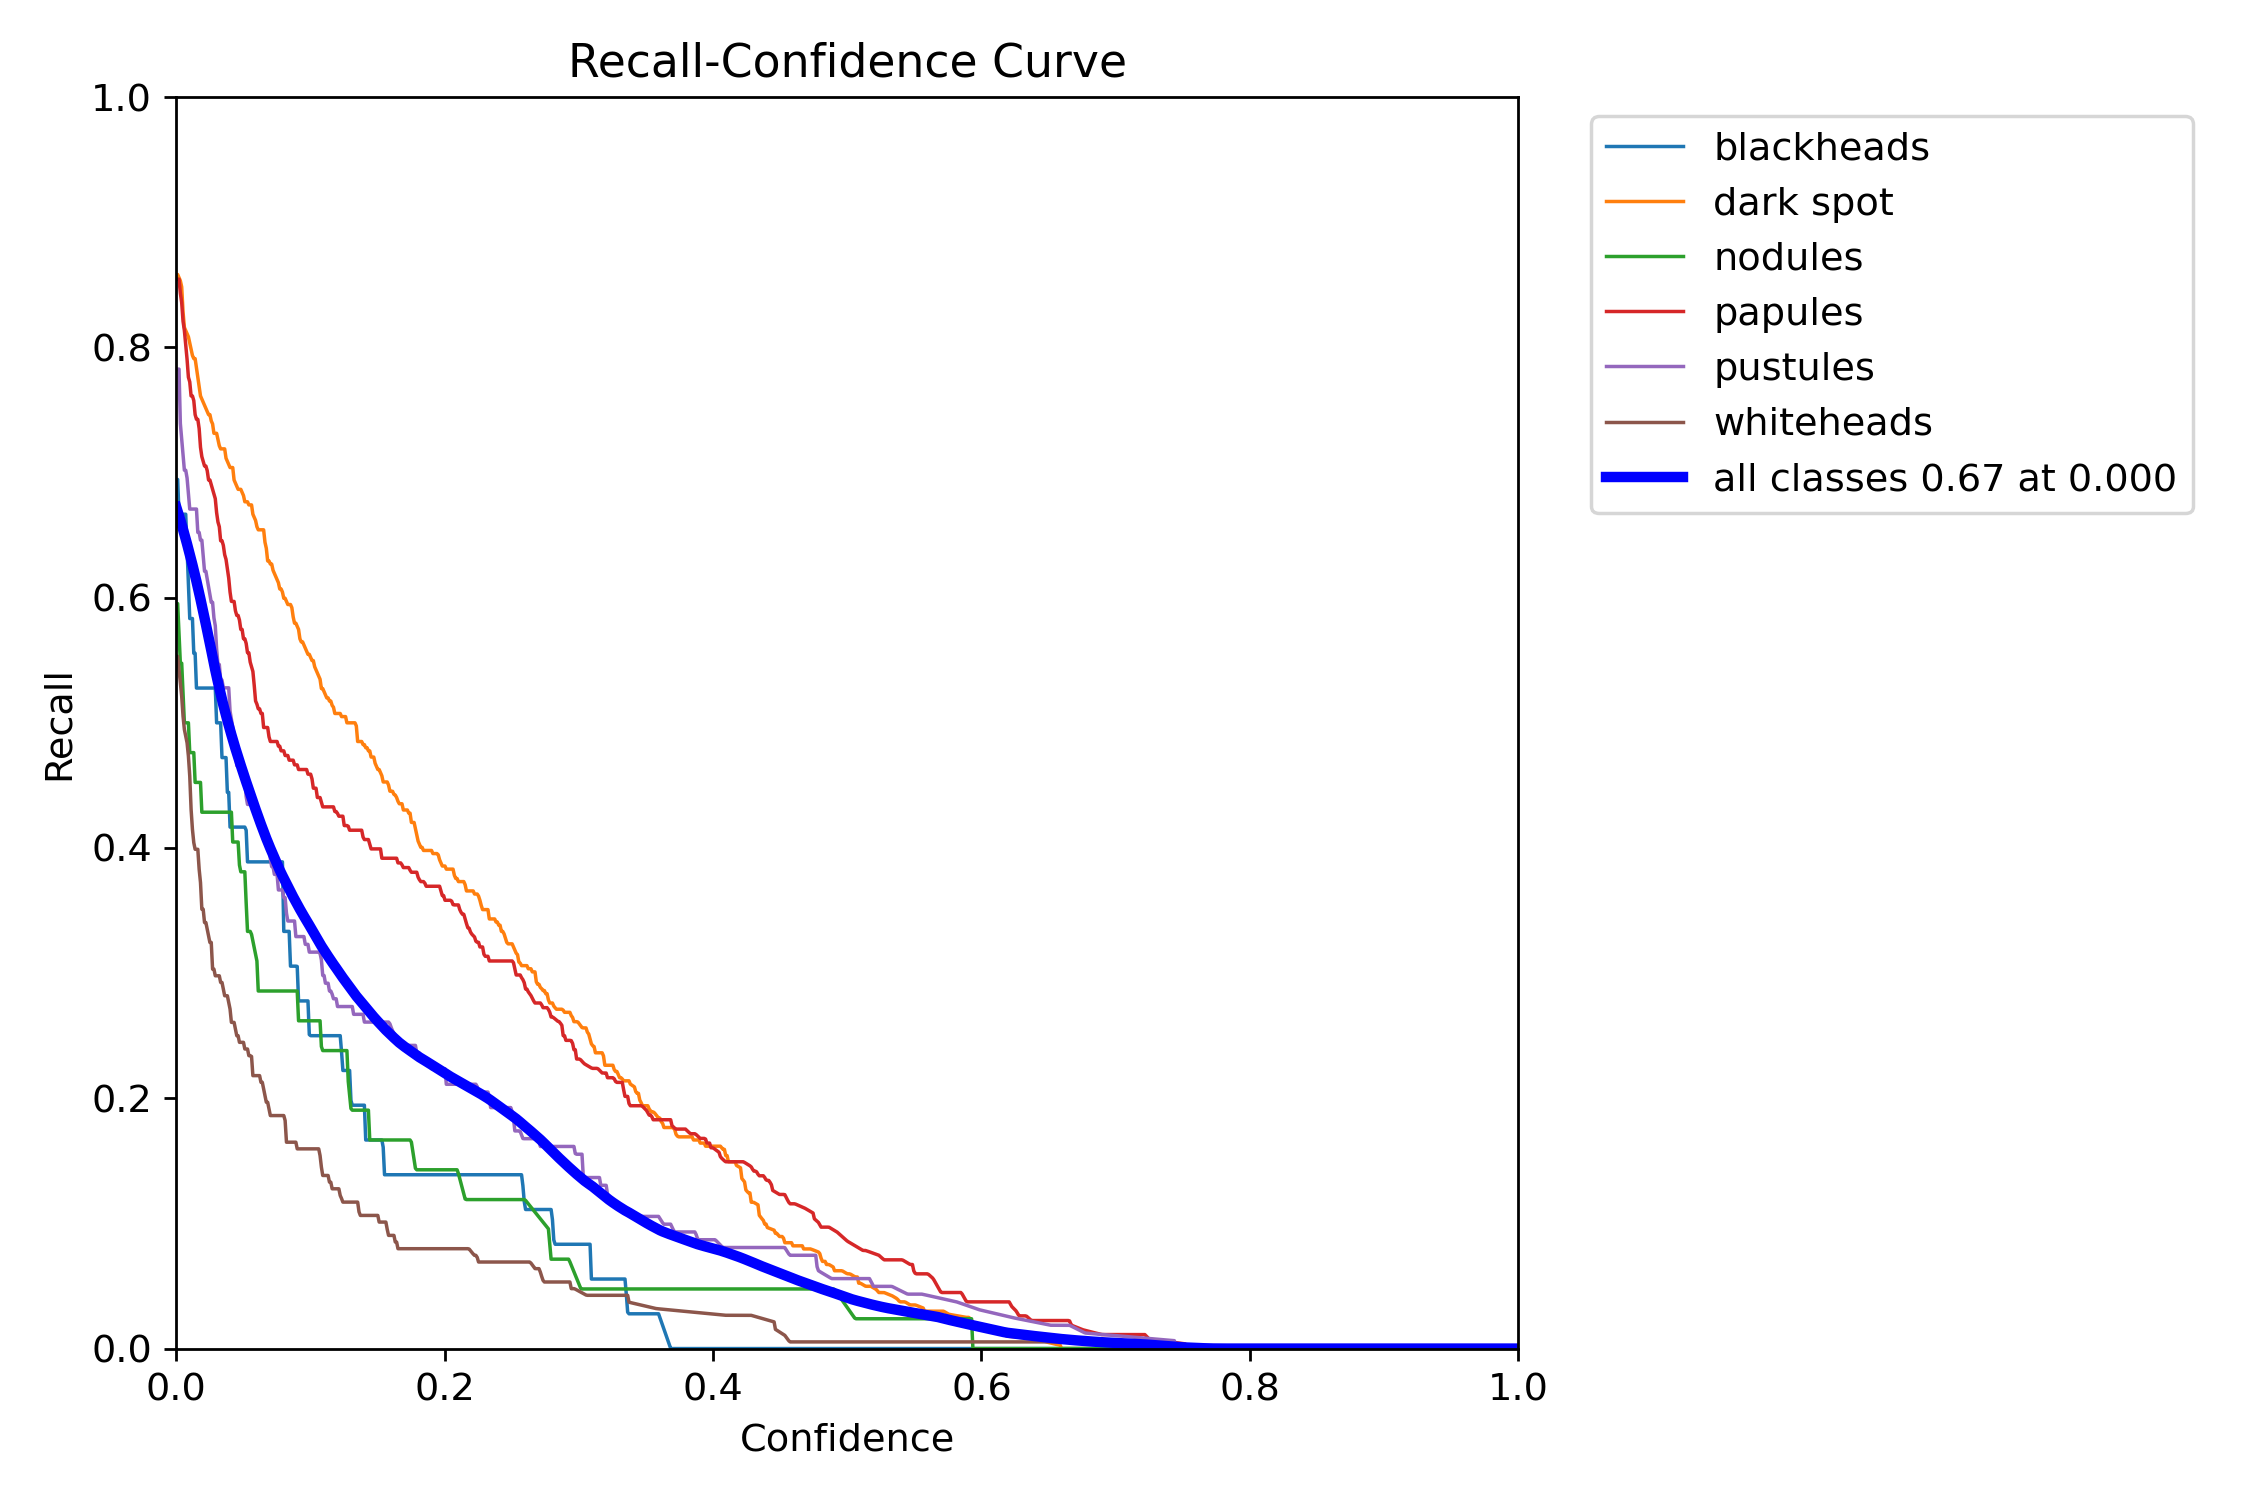 Recall-Confidence Curve
1.0
0.8
0.6
0.4
0.2
0.0
Recall
0.0 0.2 0.4 0.6 0.8 1.0
Confidence
blackheads
dark spot
nodules
papules
pustules
whiteheads
all classes 0.67 at 0.000